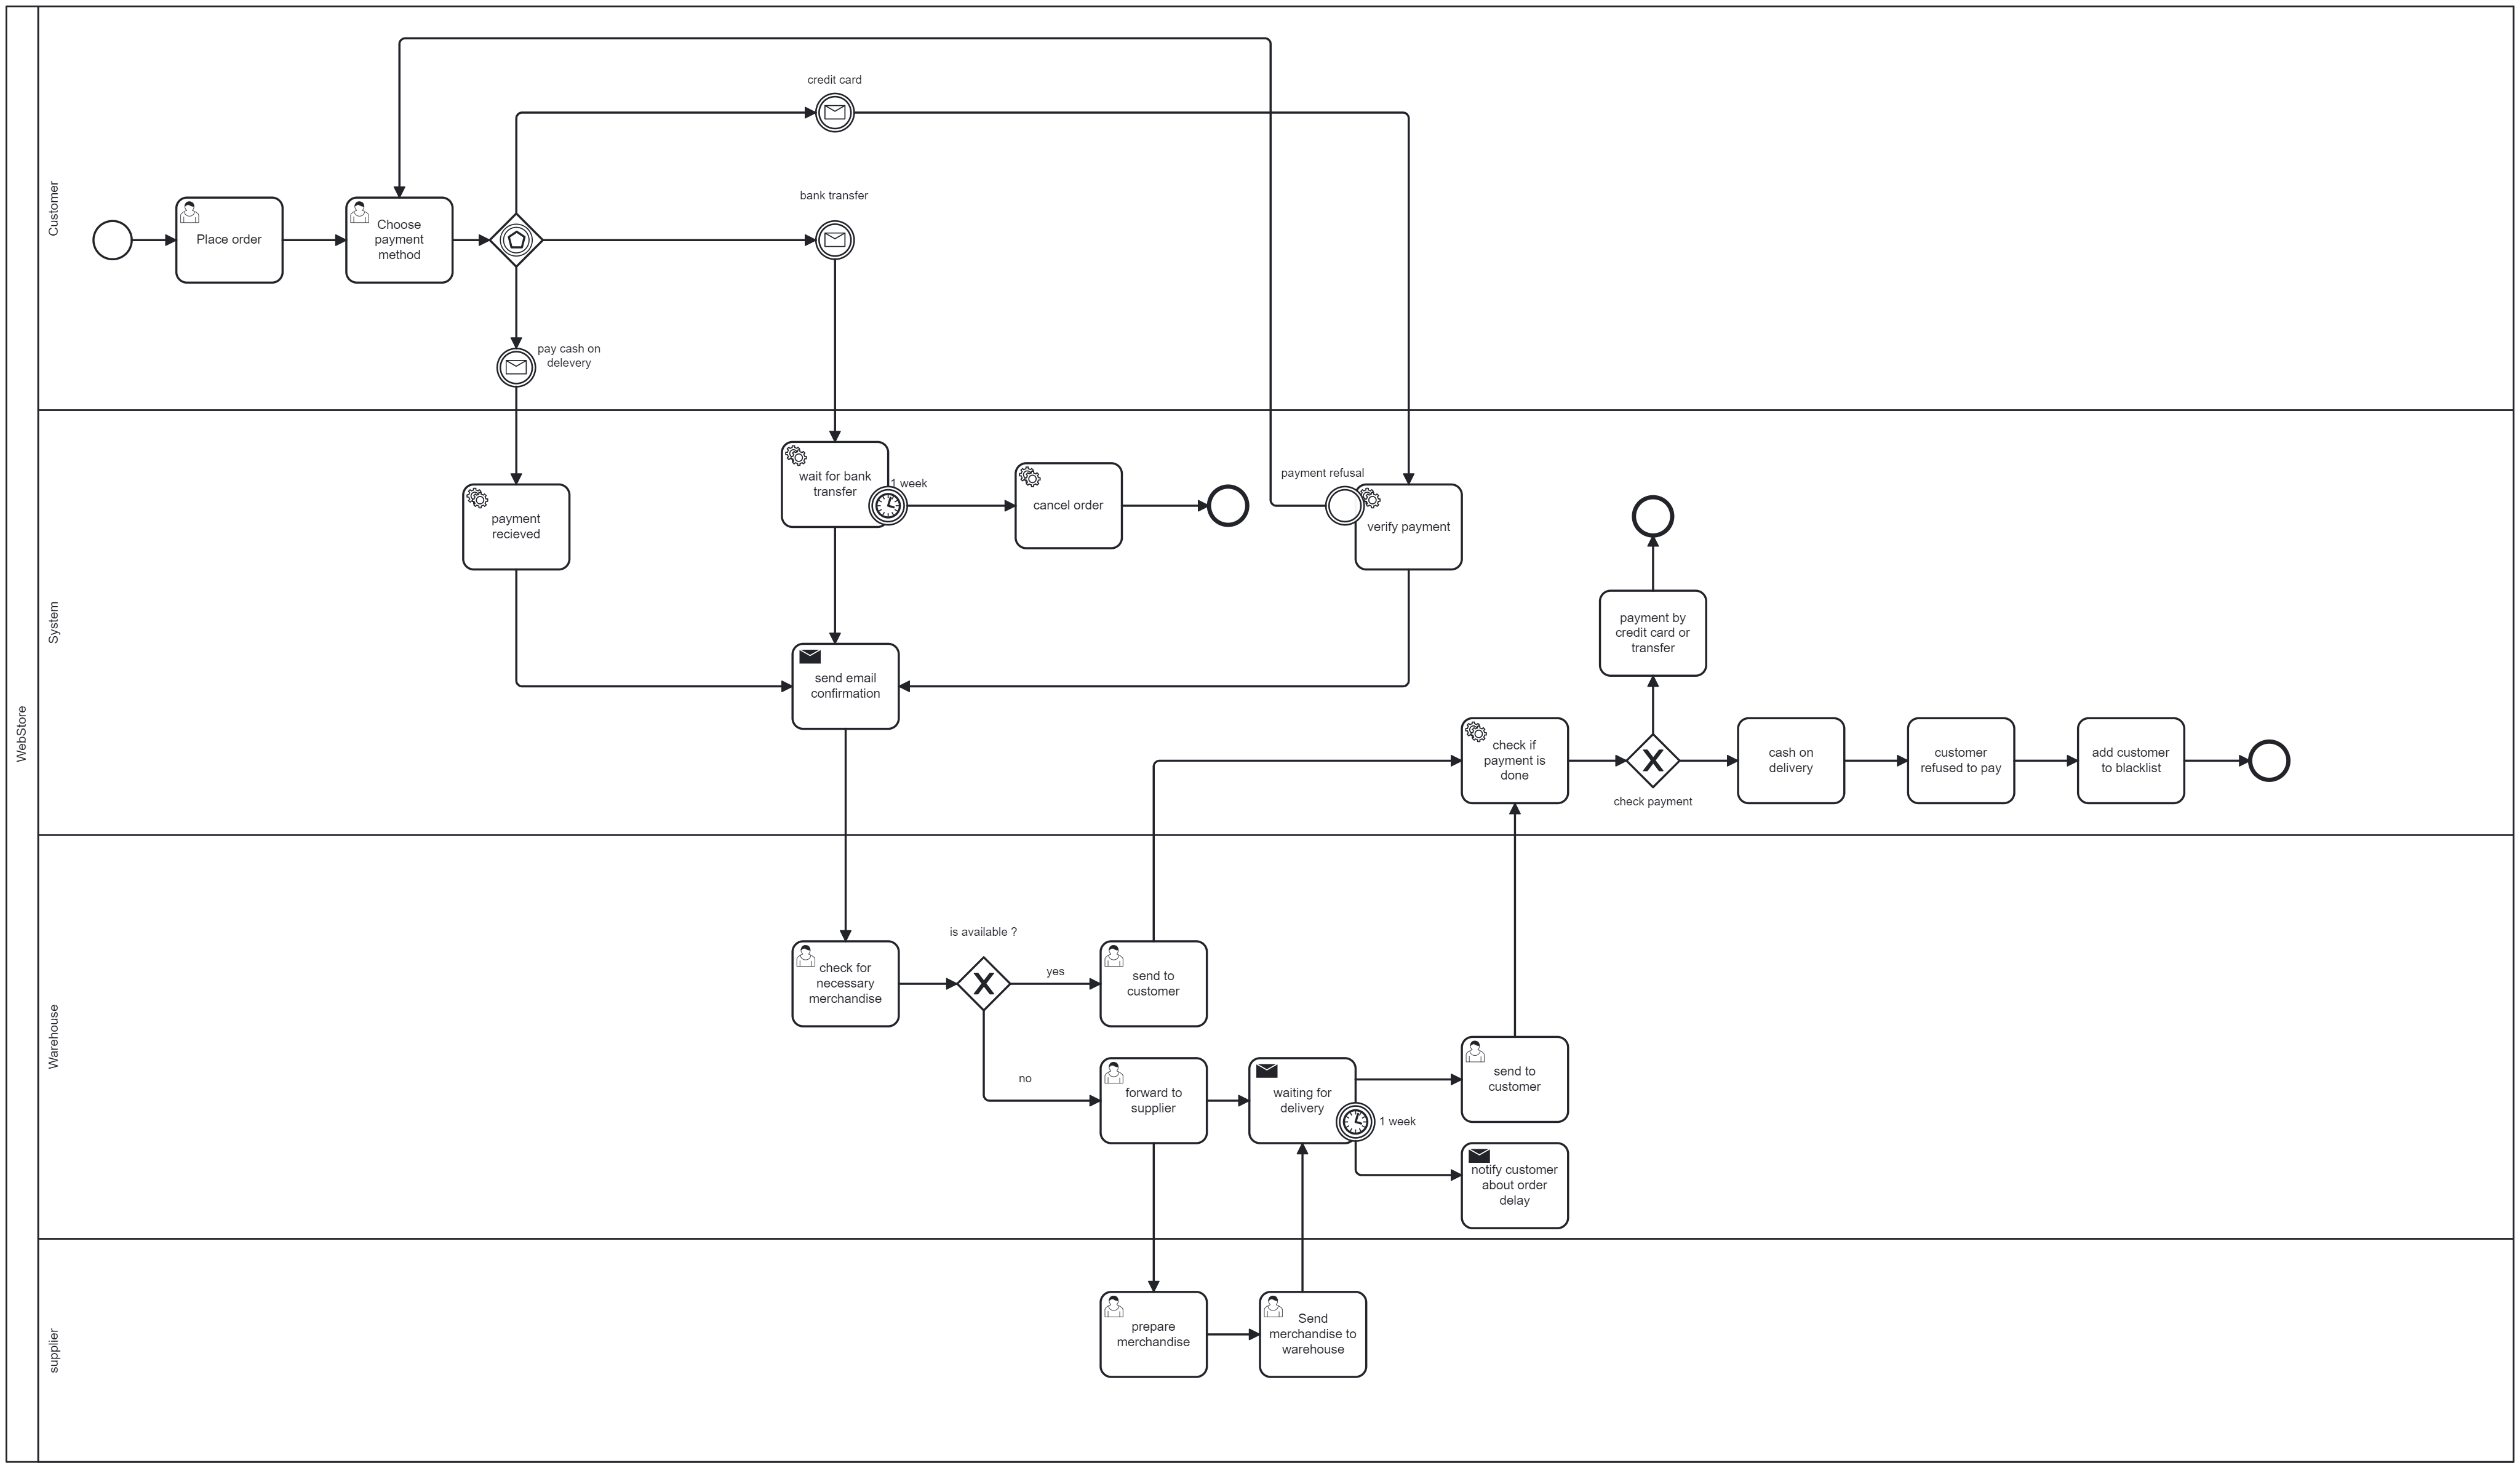 WebStore
Customer
credit card
bank transfer
Place order
Choose
payment
method
pay cash on
delevery
System
payment
recieved
wait for bank
transfer
1 week
cancel order
payment refusal
verify payment
send email
confirmation
payment by
credit card or
transfer
check if
payment is
done
check payment
cash on
delivery
customer
refused to pay
add customer
to blacklist
Warehouse
check for
necessary
merchandise
is available ?
yes
no
send to
customer
forward to
supplier
waiting for
delivery
1 week
send to
customer
notify customer
about order
delay
supplier
prepare
merchandise
Send
merchandise to
warehouse